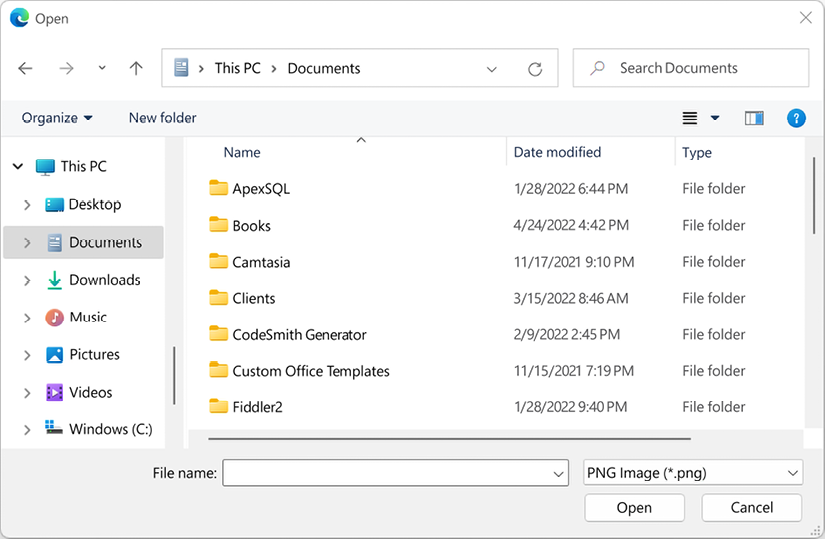 Open
This PC Documents
Search Documents
Organize New folder
?
Name Date modified Type
This PC
Desktop
Documents
Downloads
Music
Pictures
Videos
Windows (C:)
ApexSQL 1/28/2022 6:44 PM File folder
Books 4/24/2022 4:42 PM File folder
Camtasia 11/17/2021 9:10 PM File folder
Clients 3/15/2022 8:46 AM File folder
CodeSmith Generator 2/9/2022 2:45 PM File folder
Custom Office Templates 11/15/2021 7:19 PM File folder
Fiddler2 1/28/2022 9:40 PM File folder
File name: PNG Image (*.png)
Open Cancel